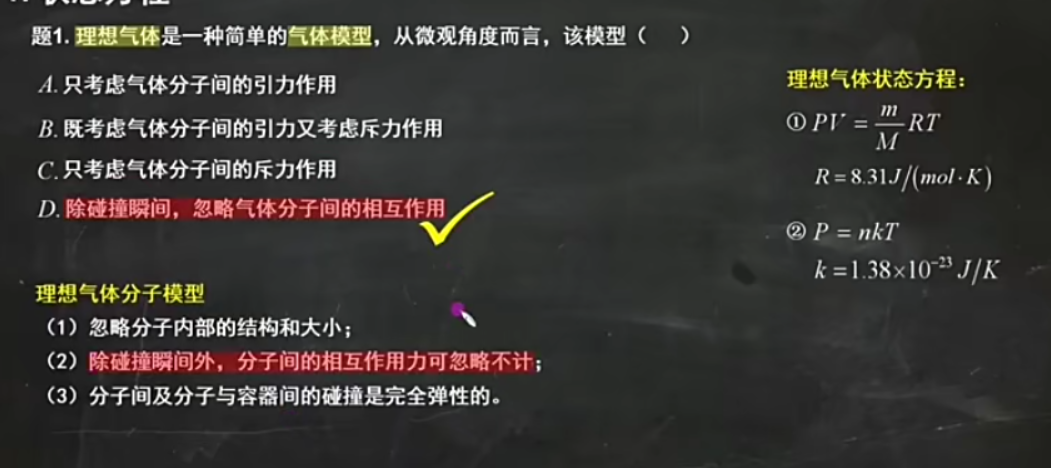 题1. 理想气体是一种简单的气体模型，从微观角度而言，该模型（ ）
A. 只考虑气体分子间的引力作用
B. 既考虑气体分子间的引力又考虑斥力作用
C. 只考虑气体分子间的斥力作用
D. 除碰撞瞬间，忽略气体分子间的相互作用
理想气体分子模型
（1）忽略分子内部的结构和大小；
（2）除碰撞瞬间外，分子间的相互作用力可忽略不计；
（3）分子间及分子与容器间的碰撞是完全弹性的。
理想气体状态方程：
① PV = m/M RT
R = 8.31J/(mol·K)
② P = nkT
k = 1.38×10⁻²³ J/K